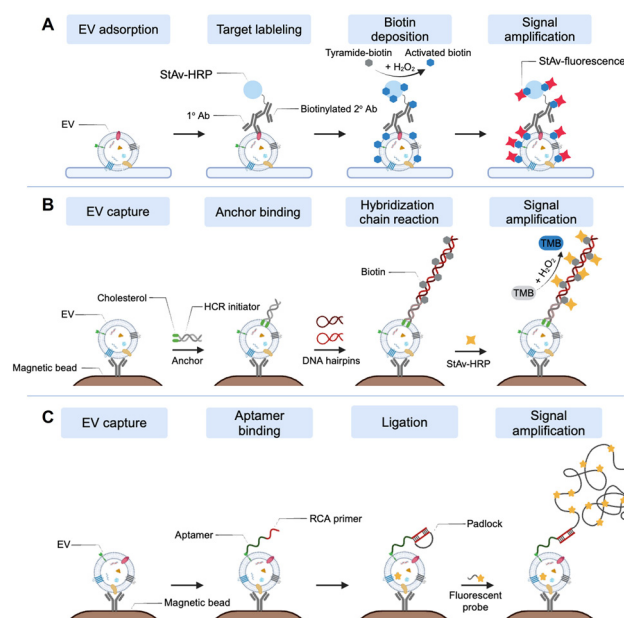 A
EV adsorption
Target labeling
Biotin
deposition
Signal
amplification
Tyramide-biotin
Activated biotin
+ H₂O₂
StAv-HRP
StAv-fluorescence
EV
1° Ab
Biotinylated 2° Ab
B
EV capture
Anchor binding
Hybridization
chain reaction
Signal
amplification
TMB
+ H₂O₂
TMB
Biotin
Cholesterol
HCR initiator
EV
Anchor
DNA hairpins
StAv-HRP
Magnetic bead
C
EV capture
Aptamer
binding
Ligation
Signal
amplification
RCA primer
Aptamer
Padlock
EV
Magnetic bead
Fluorescent
probe